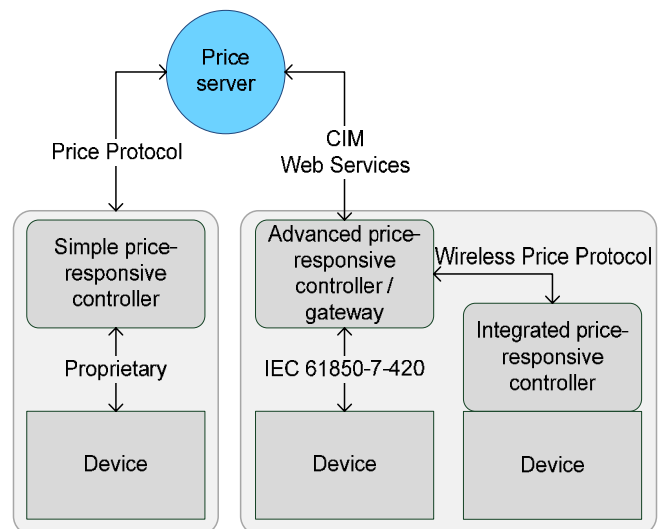 Price
server
Price Protocol
CIM
Web Services
Simple price-
responsive
controller
Advanced price-
responsive
controller /
gateway
Wireless Price Protocol
Integrated price-
responsive
controller
Proprietary
IEC 61850-7-420
Device
Device
Device